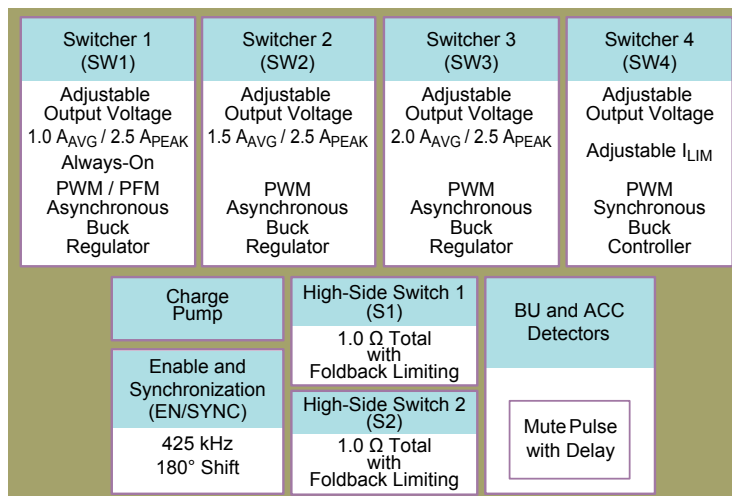 Switcher 1
(SW1)
Adjustable
Output Voltage
1.0 AAVG / 2.5 APEAK
Always-On
PWM / PFM
Asynchronous
Buck
Regulator
Switcher 2
(SW2)
Adjustable
Output Voltage
1.5 AAVG / 2.5 APEAK
PWM
Asynchronous
Buck
Regulator
Switcher 3
(SW3)
Adjustable
Output Voltage
2.0 AAVG / 2.5 APEAK
PWM
Asynchronous
Buck
Regulator
Switcher 4
(SW4)
Adjustable
Output Voltage
Adjustable ILIM
PWM
Synchronous
Buck
Controller
Charge
Pump
Enable and
Synchronization
(EN/SYNC)
425 kHz
180° Shift
High-Side Switch 1
(S1)
1.0 Ω Total
with
Foldback Limiting
High-Side Switch 2
(S2)
1.0 Ω Total
with
Foldback Limiting
BU and ACC
Detectors
Mute Pulse
with Delay